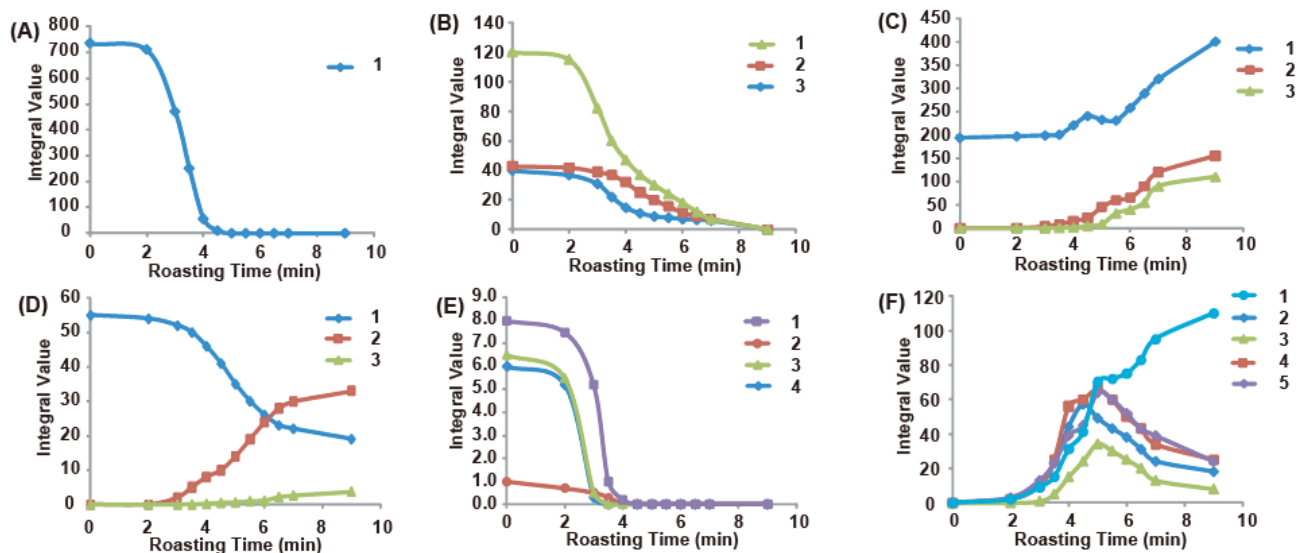 (A)
800
700
600
500
400
300
200
100
0
Integral Value
0 2 4 6 8 10
Roasting Time (min)
1
(B)
140
120
100
80
60
40
20
0
Integral Value
0 2 4 6 8 10
Roasting Time (min)
1
2
3
(C)
450
400
350
300
250
200
150
100
50
0
Integral Value
0 2 4 6 8 10
Roasting Time (min)
1
2
3
(D)
60
50
40
30
20
10
0
Integral Value
0 2 4 6 8 10
Roasting Time (min)
1
2
3
(E)
9.0
8.0
7.0
6.0
5.0
4.0
3.0
2.0
1.0
0.0
Integral Value
0 2 4 6 8 10
Roasting Time (min)
1
2
3
4
(F)
120
100
80
60
40
20
0
Integral Value
0 2 4 6 8 10
Roasting Time (min)
1
2
3
4
5